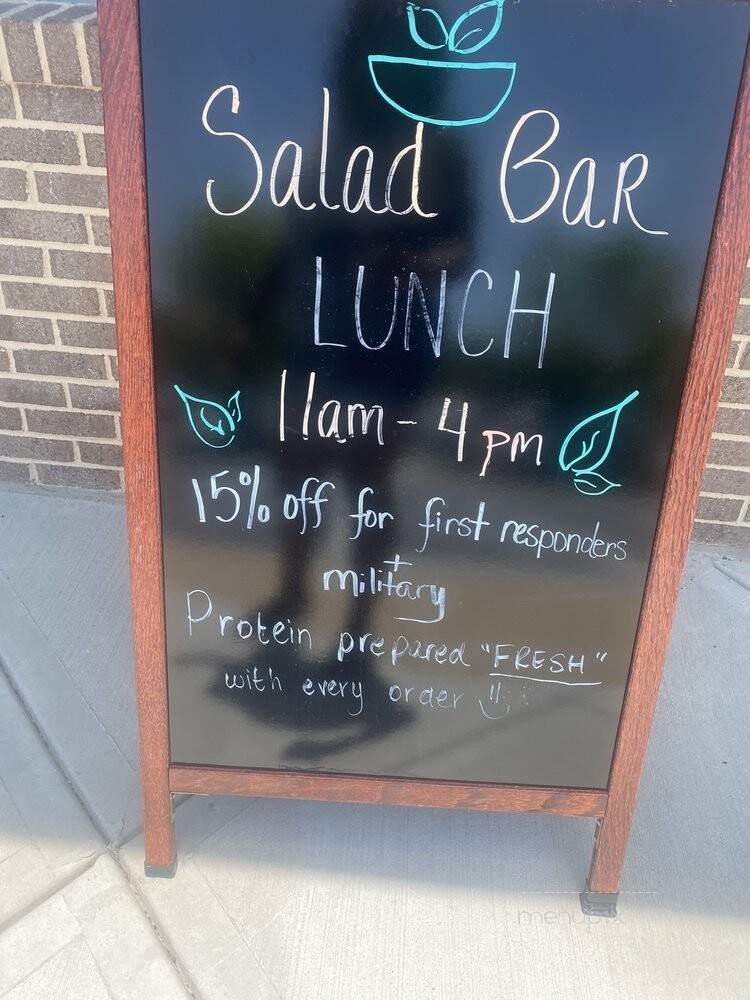 Salad BaR
LUNCH
11am - 4pm
15% off for first responders
+
military
Protein prepared "FRESH"
with every order